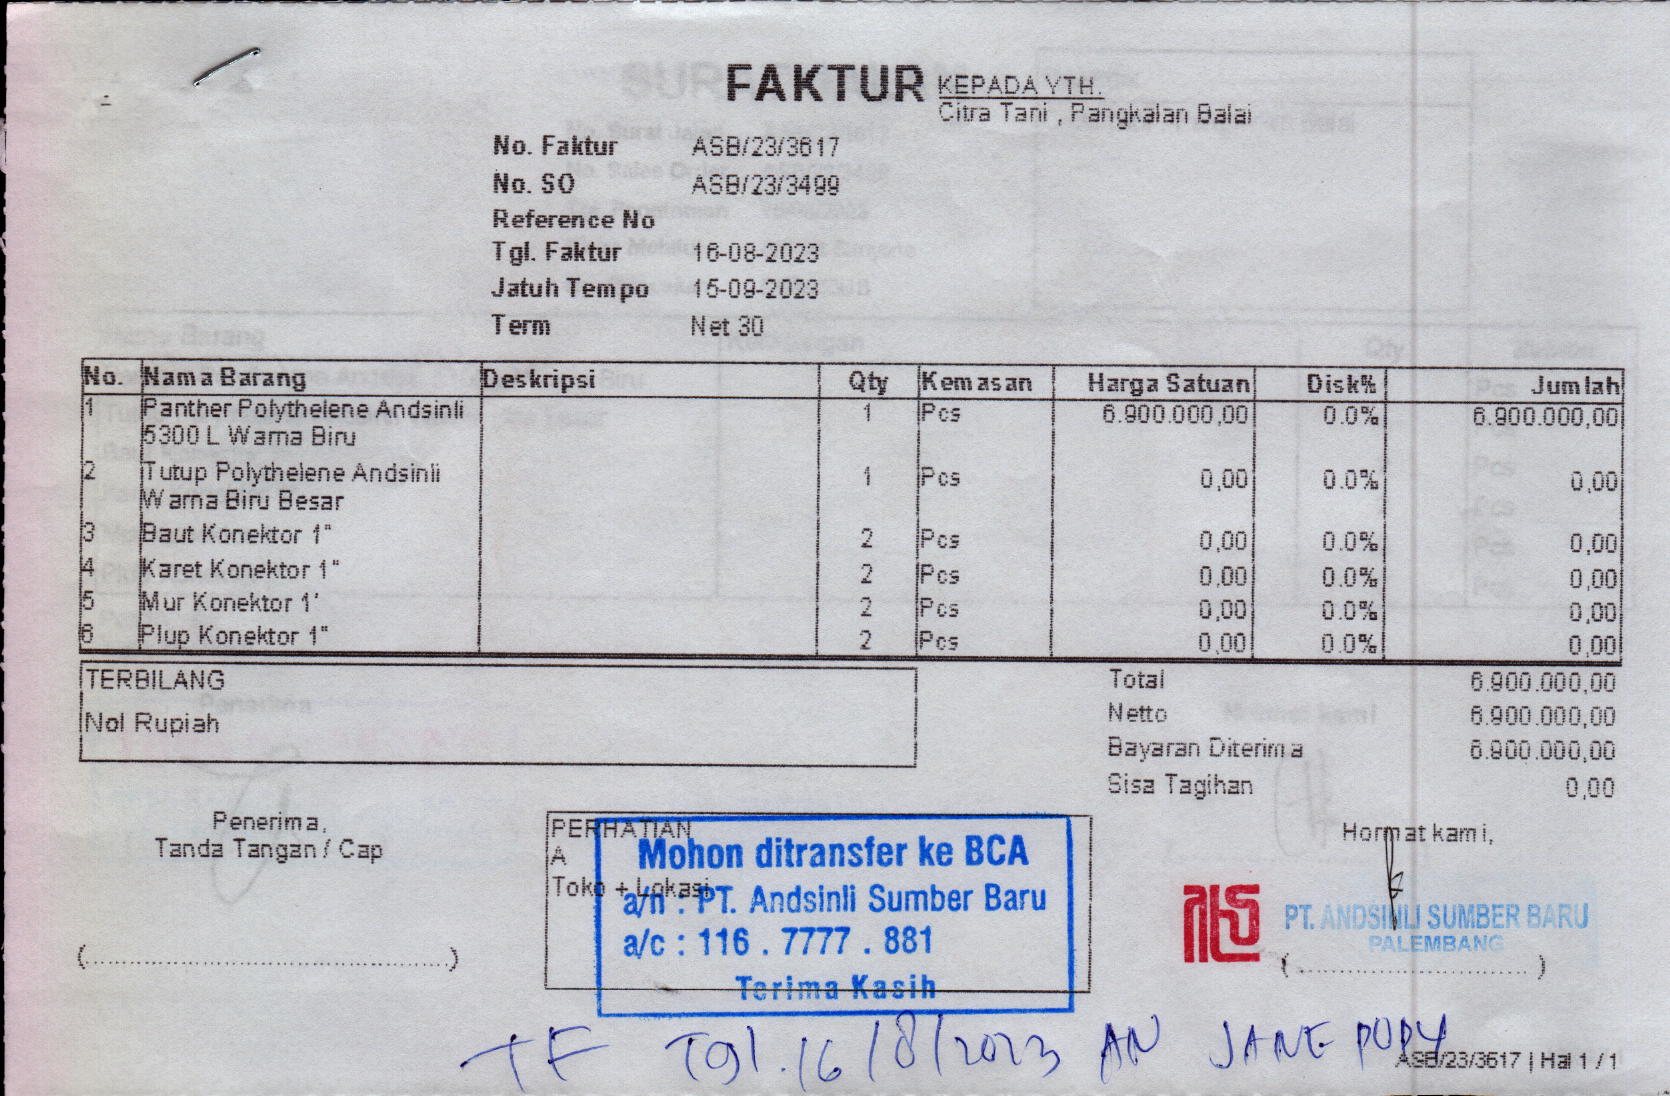 FAKTUR
KEPADA YTH.
Citra Tani , Pangkalan Balai
No. Faktur ASB/23/3617
No. SO ASB/23/3499
Reference No
Tgl. Faktur 16-08-2023
Jatuh Tempo 15-09-2023
Term Net 30
No. Nama Barang Deskripsi Qty Kemasan Harga Satuan Disk% Jumlah
1 Panther Polythelene Andsinli 1 Pcs 6.900.000,00 0.0% 6.900.000,00
5300 L Warna Biru
2 Tutup Polythelene Andsinli 1 Pcs 0,00 0.0% 0,00
Warna Biru Besar
3 Baut Konektor 1" 2 Pcs 0,00 0.0% 0,00
4 Karet Konektor 1" 2 Pcs 0,00 0.0% 0,00
5 Mur Konektor 1' 2 Pcs 0,00 0.0% 0,00
6 Plup Konektor 1" 2 Pcs 0,00 0.0% 0,00
TERBILANG
Nol Rupiah
Total 6.900.000,00
Netto 6.900.000,00
Bayaran Diterima 6.900.000,00
Sisa Tagihan 0,00
Penerima,
Tanda Tangan / Cap
(..........................................)
PERHATIAN
A
Toko + Lokasi
Mohon ditransfer ke BCA
a/n : PT. Andsinli Sumber Baru
a/c : 116 . 7777 . 881
Terima Kasih
Hormat kami,
PT. ANDSINLI SUMBER BARU
PALEMBANG
(..........................)
TF Tgl. 16/8/2023 AN JANE POPY
ASB/23/3617 | Hal 1 / 1